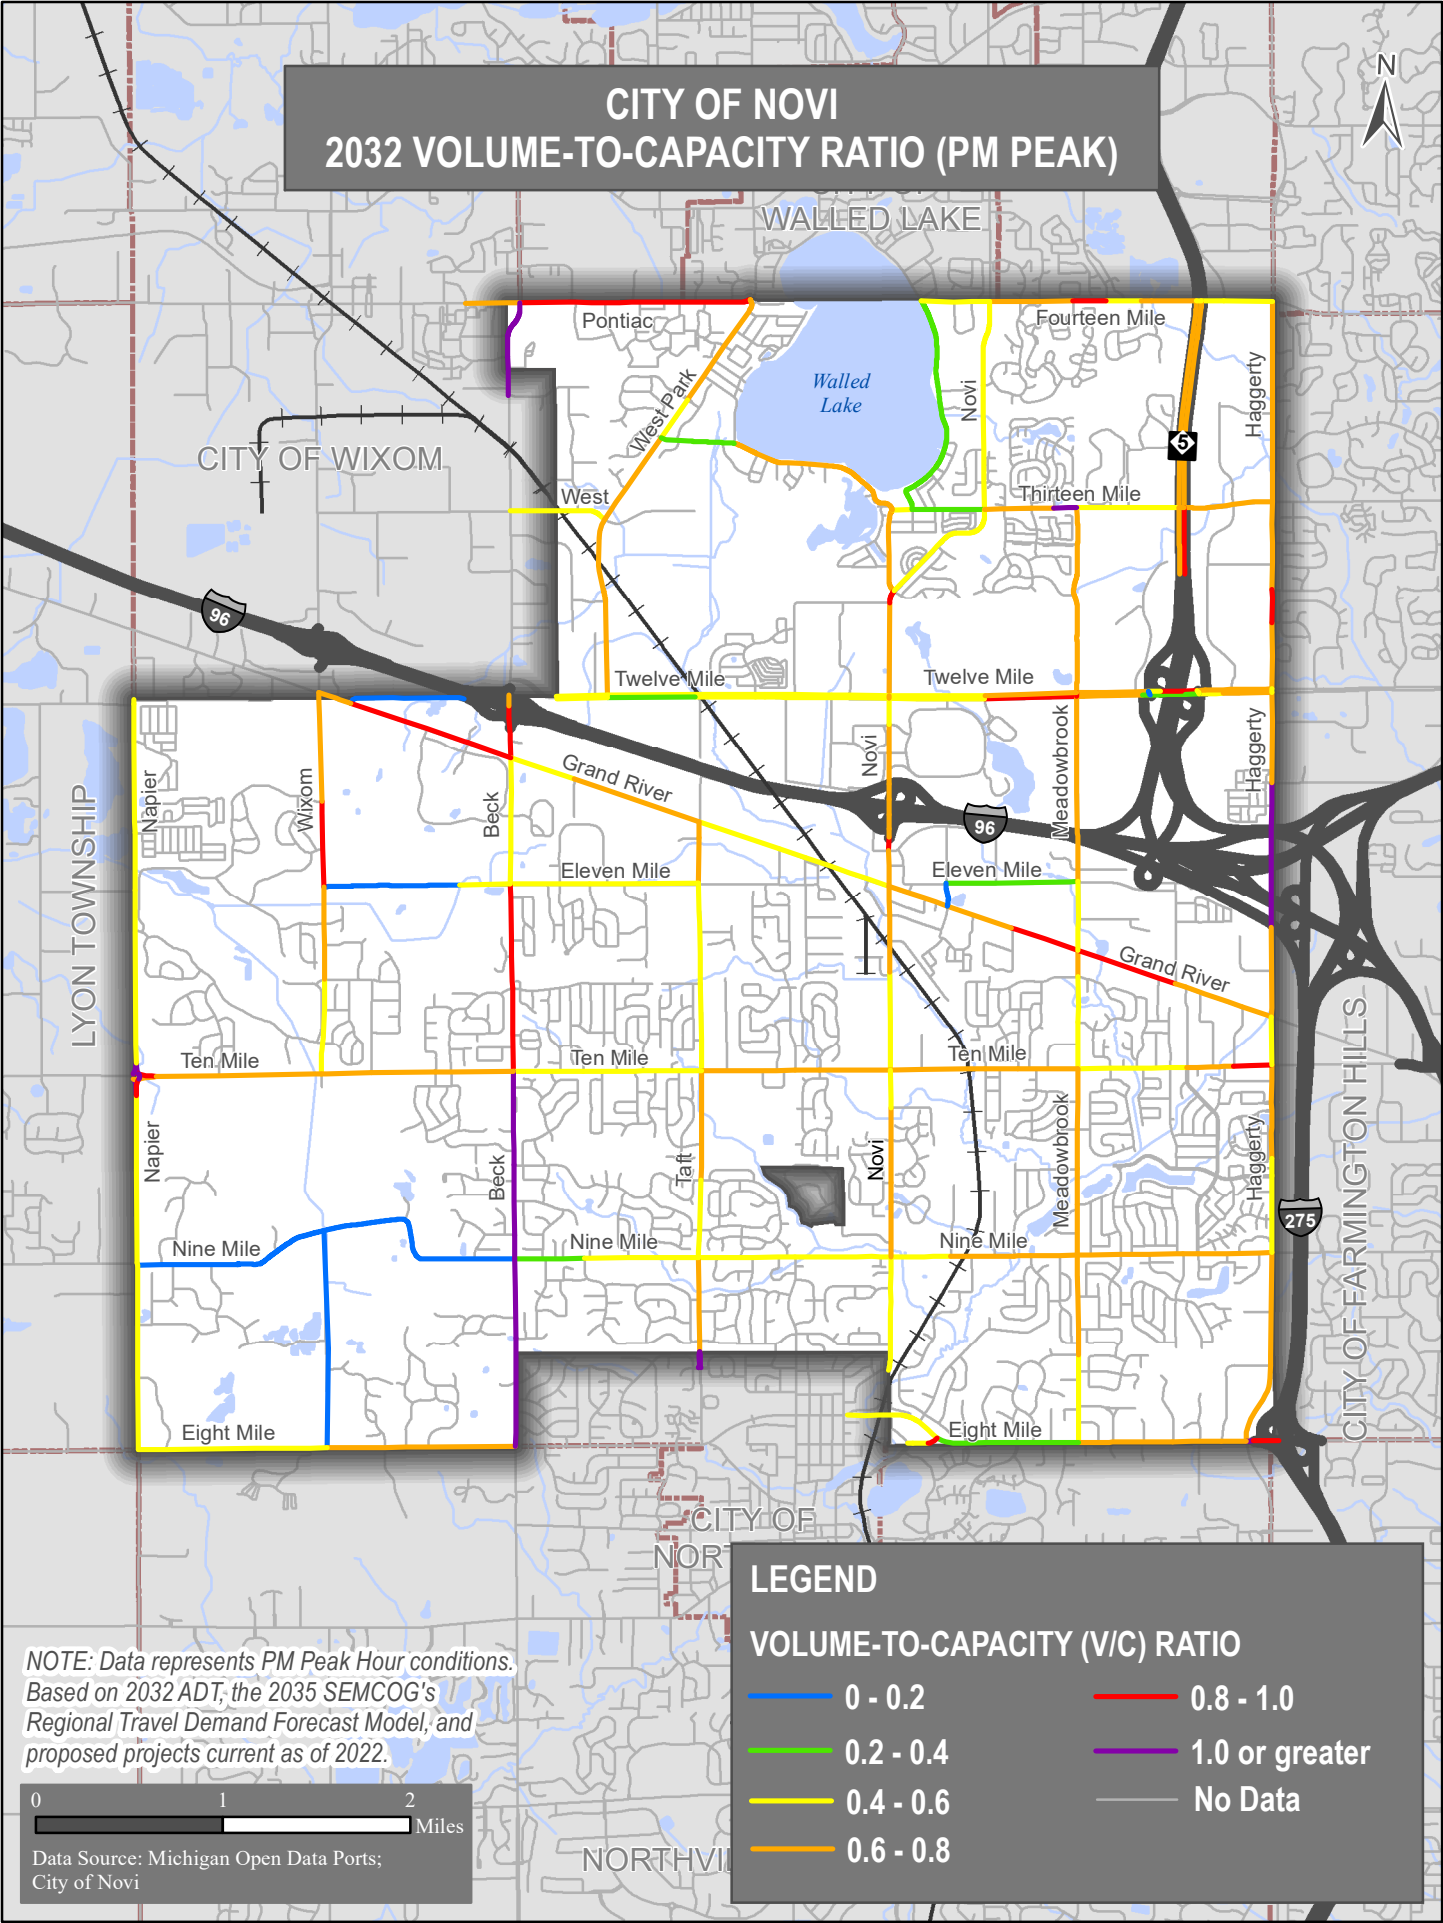 CITY OF NOVI
2032 VOLUME-TO-CAPACITY RATIO (PM PEAK)
N
WALLED LAKE
Pontiac
Fourteen Mile
Walled
Lake
West Park
Novi
Haggerty
5
CITY OF WIXOM
West
Thirteen Mile
96
Twelve Mile
Twelve Mile
Napier
Wixom
Beck
Grand River
Novi
Meadowbrook
Haggerty
96
LYON TOWNSHIP
Eleven Mile
Eleven Mile
Grand River
Ten Mile
Ten Mile
Ten Mile
Napier
Beck
Taft
Novi
Meadowbrook
Haggerty
CITY OF FARMINGTON HILLS
275
Nine Mile
Nine Mile
Nine Mile
Eight Mile
Eight Mile
CITY OF
NOR
LEGEND
VOLUME-TO-CAPACITY (V/C) RATIO
0 - 0.2
0.2 - 0.4
0.4 - 0.6
0.6 - 0.8
0.8 - 1.0
1.0 or greater
No Data
NOTE: Data represents PM Peak Hour conditions.
Based on 2032 ADT, the 2035 SEMCOG's
Regional Travel Demand Forecast Model, and
proposed projects current as of 2022.
0 1 2
Miles
Data Source: Michigan Open Data Ports;
City of Novi
NORTHVI